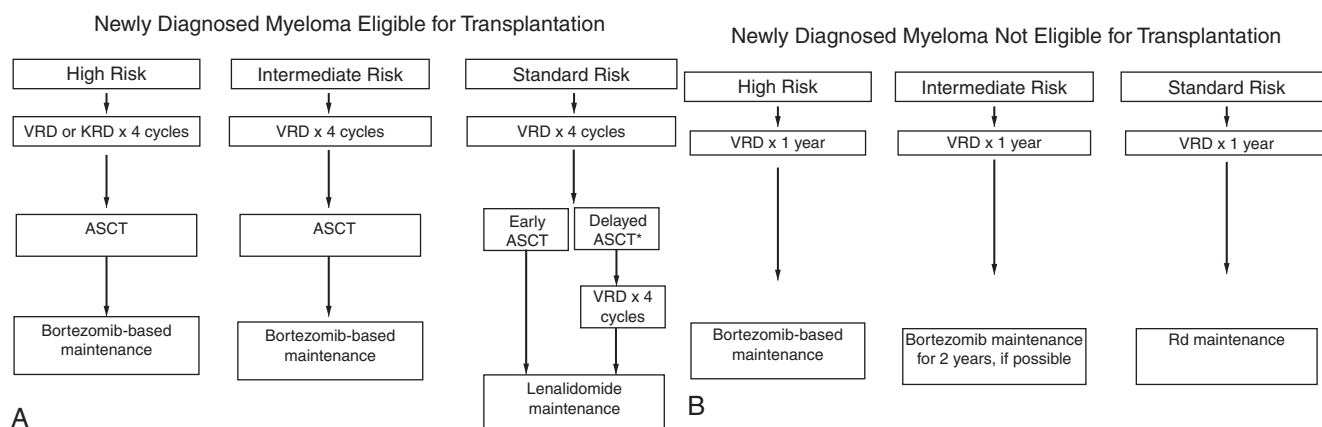 Newly Diagnosed Myeloma Eligible for Transplantation
High Risk
VRD or KRD x 4 cycles
ASCT
Bortezomib-based
maintenance
Intermediate Risk
VRD x 4 cycles
ASCT
Bortezomib-based
maintenance
Standard Risk
VRD x 4 cycles
Early
ASCT
Delayed
ASCT*
VRD x 4
cycles
Lenalidomide
maintenance
A
Newly Diagnosed Myeloma Not Eligible for Transplantation
High Risk
VRD x 1 year
Bortezomib-based
maintenance
Intermediate Risk
VRD x 1 year
Bortezomib maintenance
for 2 years, if possible
Standard Risk
VRD x 1 year
Rd maintenance
B